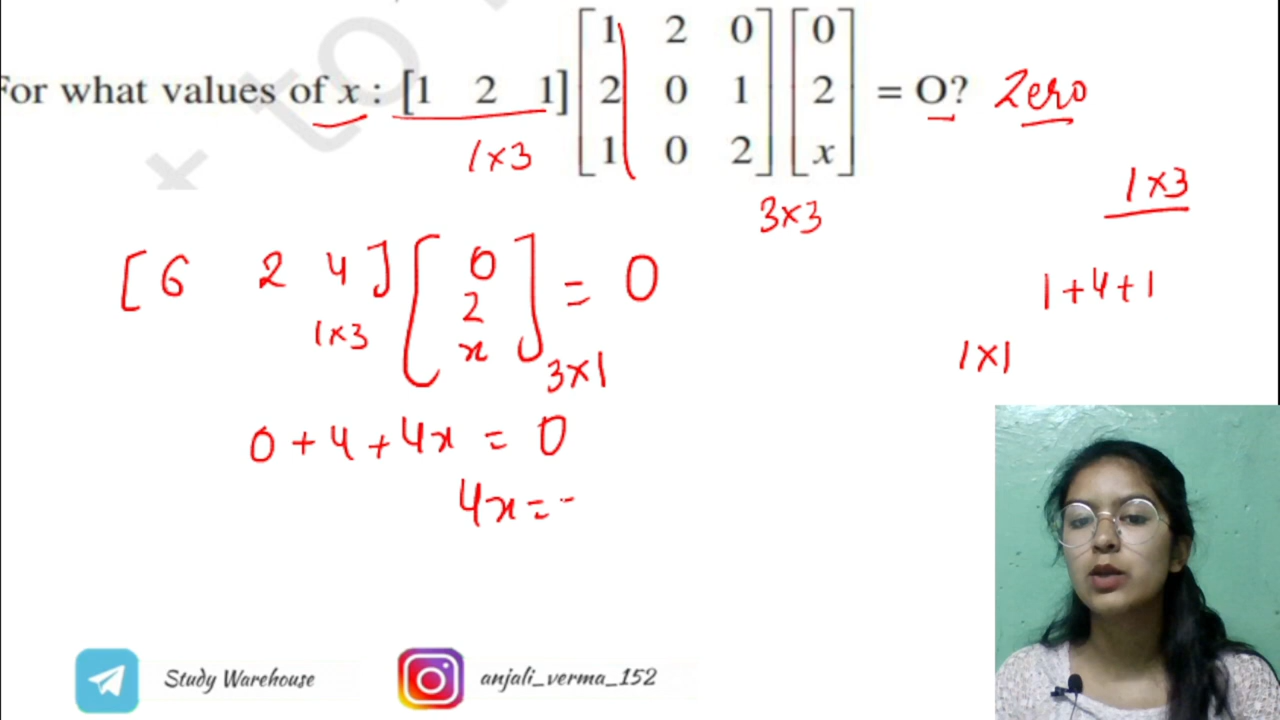 For what values of x : [1 2 1] [1 2 0 [0
2 0 1 2
1 0 2] x] = O? Zero
1×3
3×3
1×3
[6 2 4] [0
2
x] = 0
1×3
3×1
1+4+1
1×1
0+4+4x = 0
4x=-
Study Warehouse
anjali_verma_152